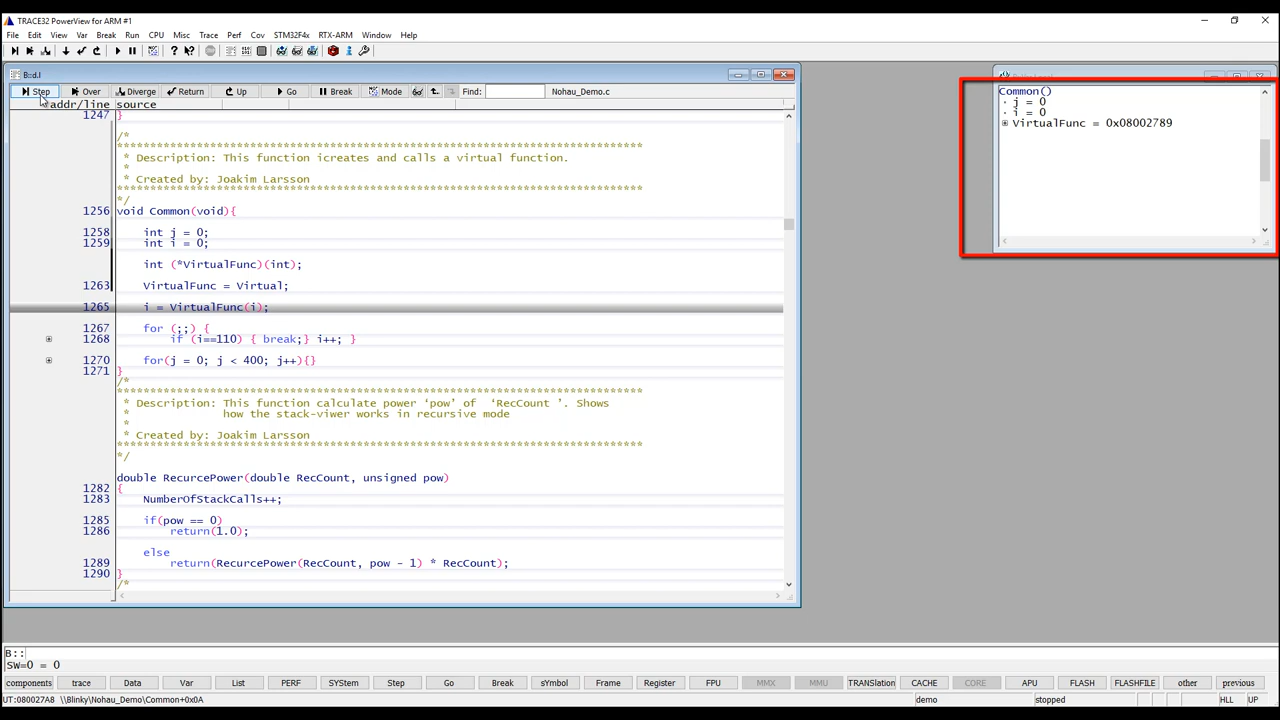 TRACE32 PowerView for ARM #1
File Edit View Var Break Run CPU Misc Trace Perf Cov STM32F4x RTX-ARM Window Help
B::d.l
Step Over Diverge Return Up Go Break Mode Find: Nohau_Demo.c
addr/line source
1247 }
/*
******************************************************************************
* Description: This function icreates and calls a virtual function.
*
* Created by: Joakim Larsson
******************************************************************************
*/
1256 void Common(void){
1258 int j = 0;
1259 int i = 0;
int (*VirtualFunc)(int);
1263 VirtualFunc = Virtual;
1265 i = VirtualFunc(i);
1267 for (;;) {
1268 if (i==110) { break;} i++; }
1270 for(j = 0; j < 400; j++){}
1271 }
/*
******************************************************************************
* Description: This function calculate power ‘pow’ of ‘RecCount ’. Shows
* how the stack-viwer works in recursive mode
*
* Created by: Joakim Larsson
******************************************************************************
*/
double RecurcePower(double RecCount, unsigned pow)
1282 {
1283 NumberOfStackCalls++;
1285 if(pow == 0)
1286 return(1.0);
else
1289 return(RecurcePower(RecCount, pow - 1) * RecCount);
1290 }
/*
Common()
j = 0
i = 0
VirtualFunc = 0x08002789
B::
SW=0 = 0
components trace Data Var List PERF SYStem Step Go Break sYmbol Frame Register FPU MMX MMU TRANSlation CACHE CORE APU FLASH FLASHFILE other previous
UT:080027A8 \\Blinky\Nohau_Demo\Common+0x0A demo stopped HLL UP